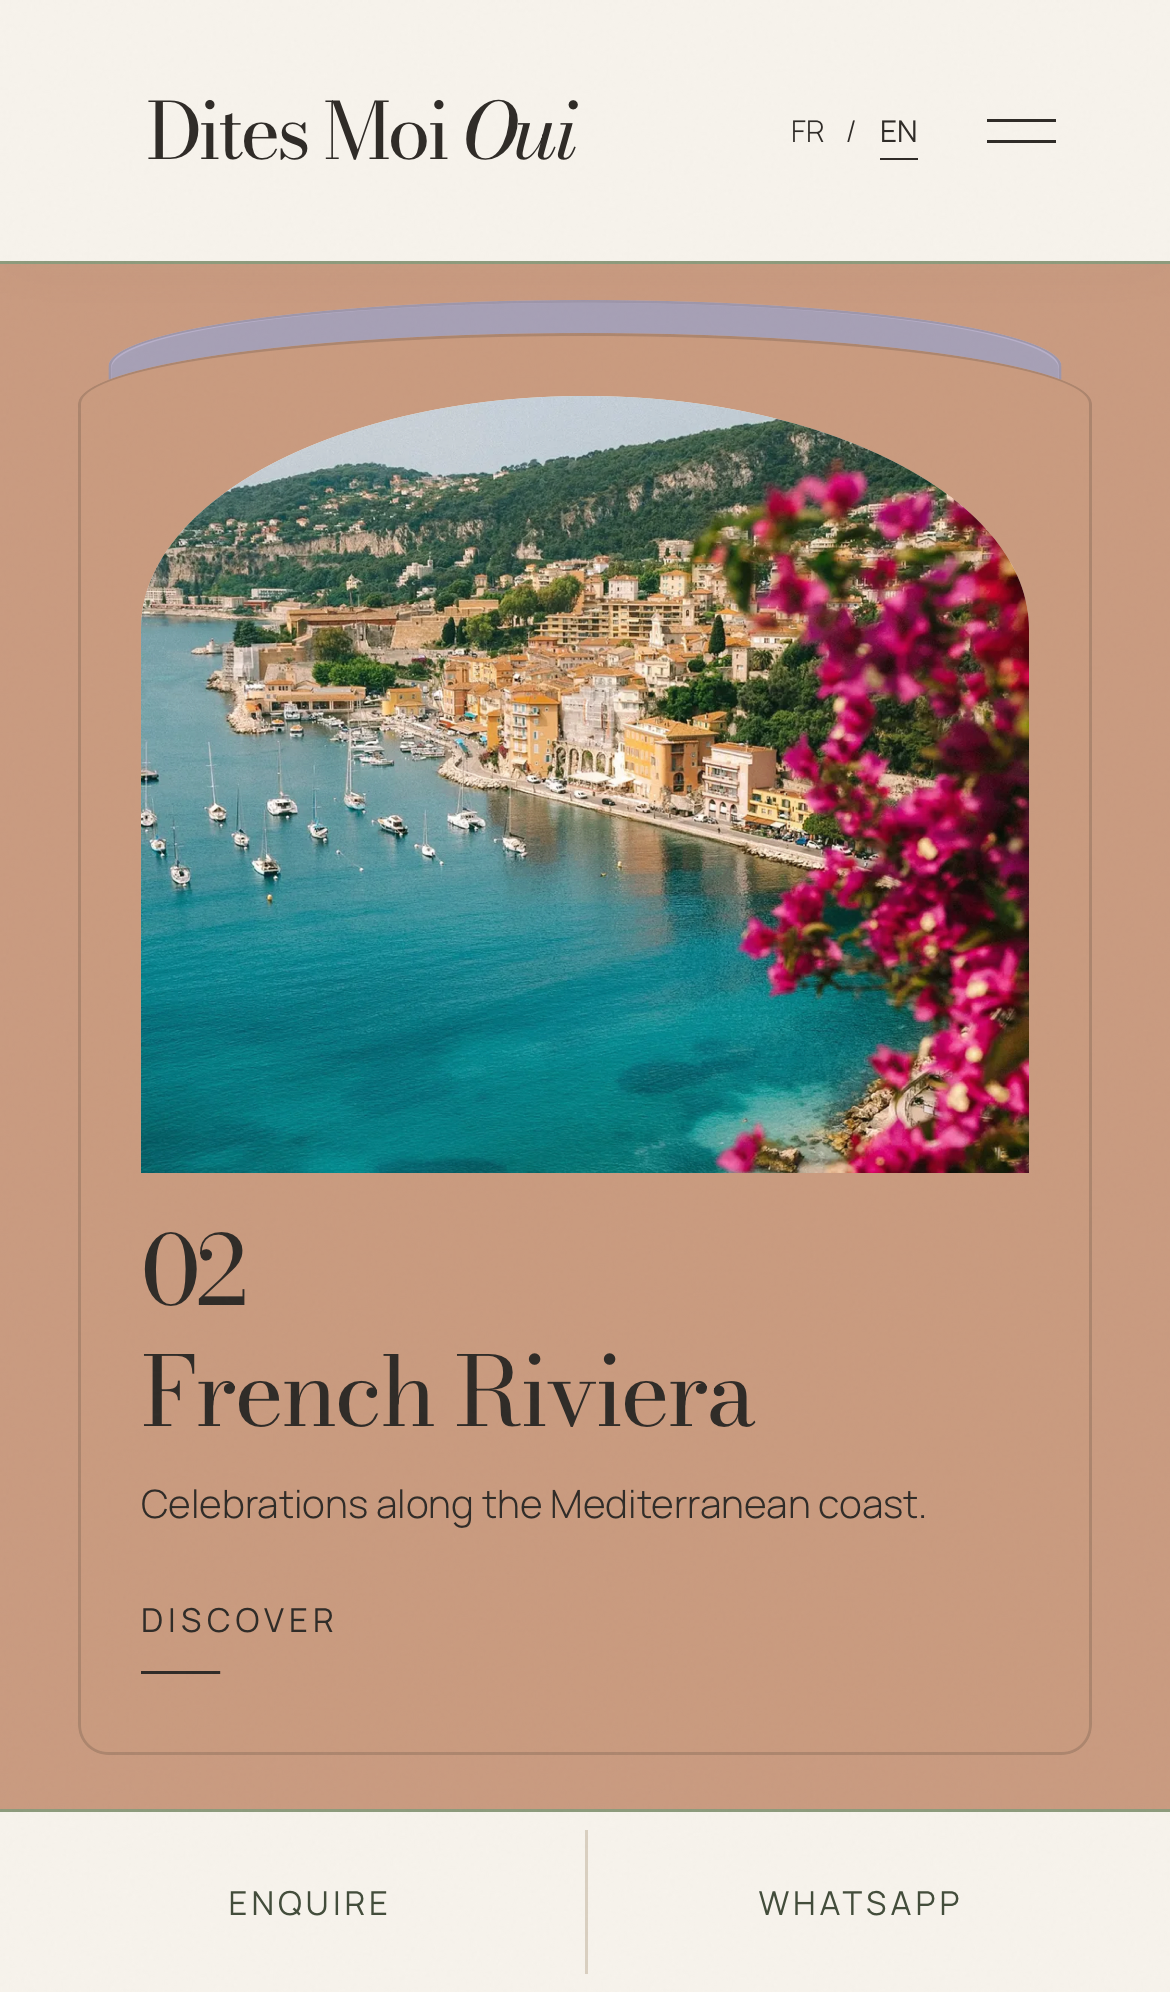 Dites Moi Oui
FR / EN
02
French Riviera
Celebrations along the Mediterranean coast.
DISCOVER
ENQUIRE
WHATSAPP